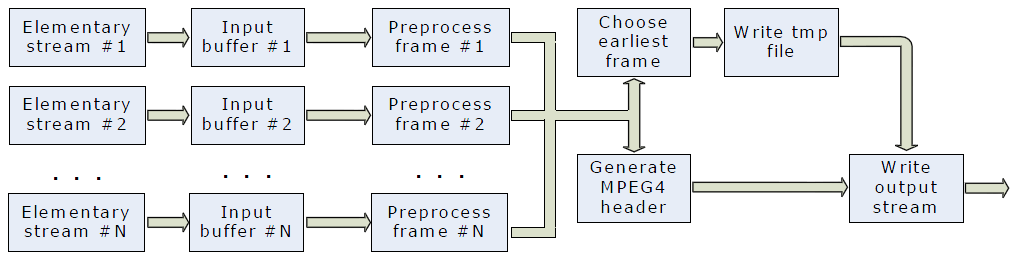 Elementary
stream #1
Input
buffer #1
Preprocess
frame #1
Choose
earliest
frame
Write tmp
file
Elementary
stream #2
Input
buffer #2
Preprocess
frame #2
. . .
. . .
. . .
Generate
MPEG4
header
Write
output
stream
Elementary
stream #N
Input
buffer #N
Preprocess
frame #N